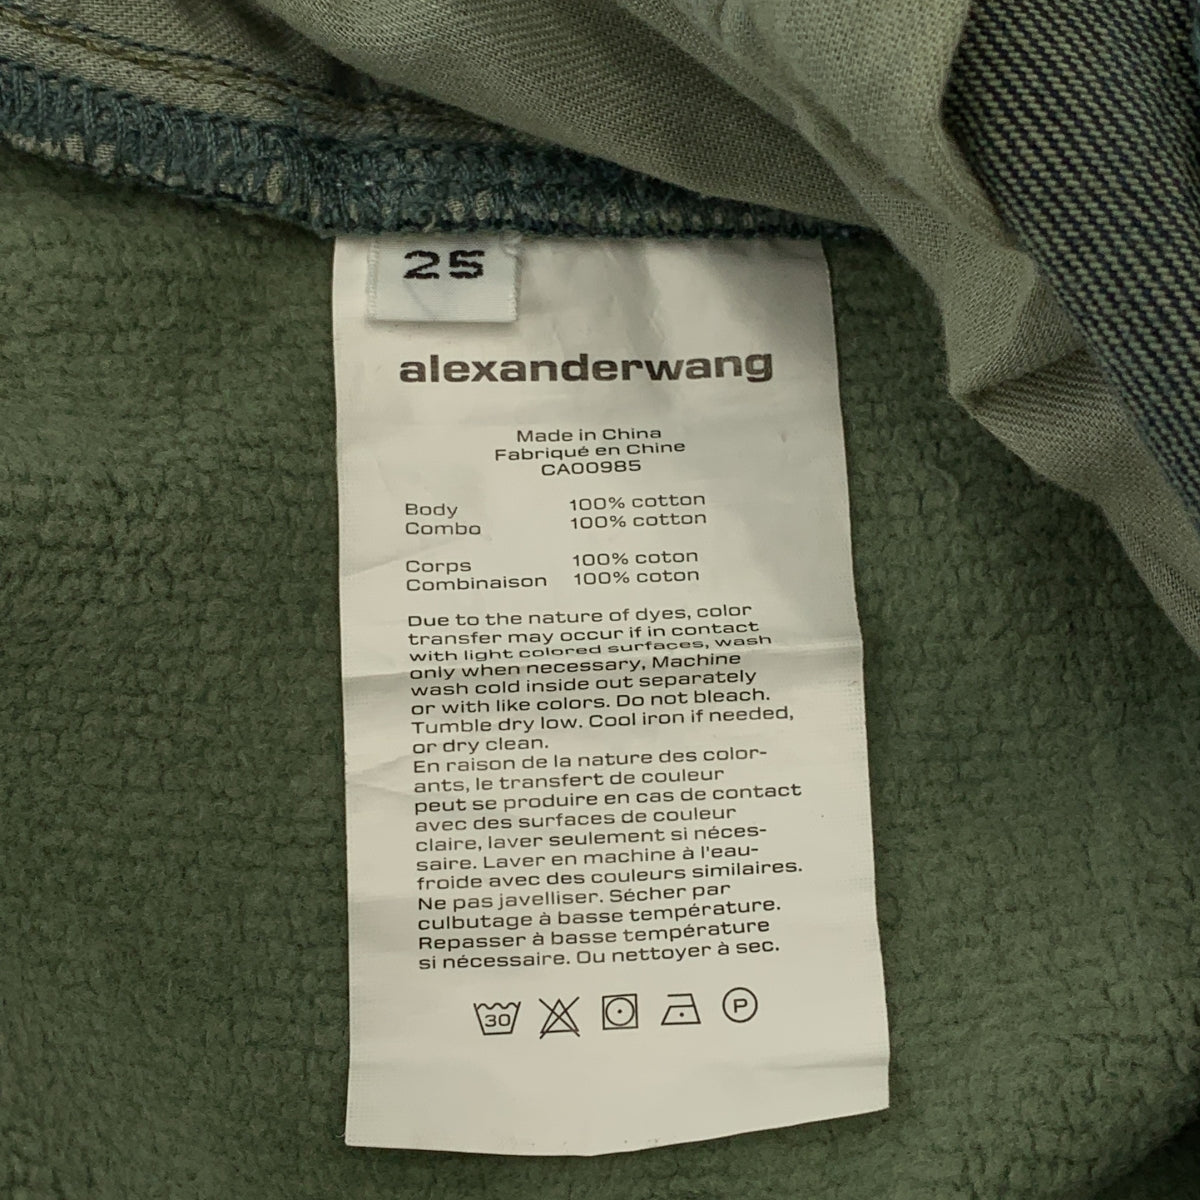 25
alexanderwang
Made in China
Fabriqué en Chine
CA00985
Body 100% cotton
Combo 100% cotton
Corps 100% coton
Combinaison 100% coton
Due to the nature of dyes, color
transfer may occur if in contact
with light colored surfaces, wash
only when necessary, Machine
wash cold inside out separately
or with like colors. Do not bleach.
Tumble dry low. Cool iron if needed,
or dry clean.
En raison de la nature des color-
ants, le transfert de couleur
peut se produire en cas de contact
avec des surfaces de couleur
claire, laver seulement si néces-
saire. Laver en machine à l'eau-
froide avec des couleurs similaires.
Ne pas javelliser. Sécher par
culbutage à basse température.
Repasser à basse température
si nécessaire. Ou nettoyer à sec.
30 P